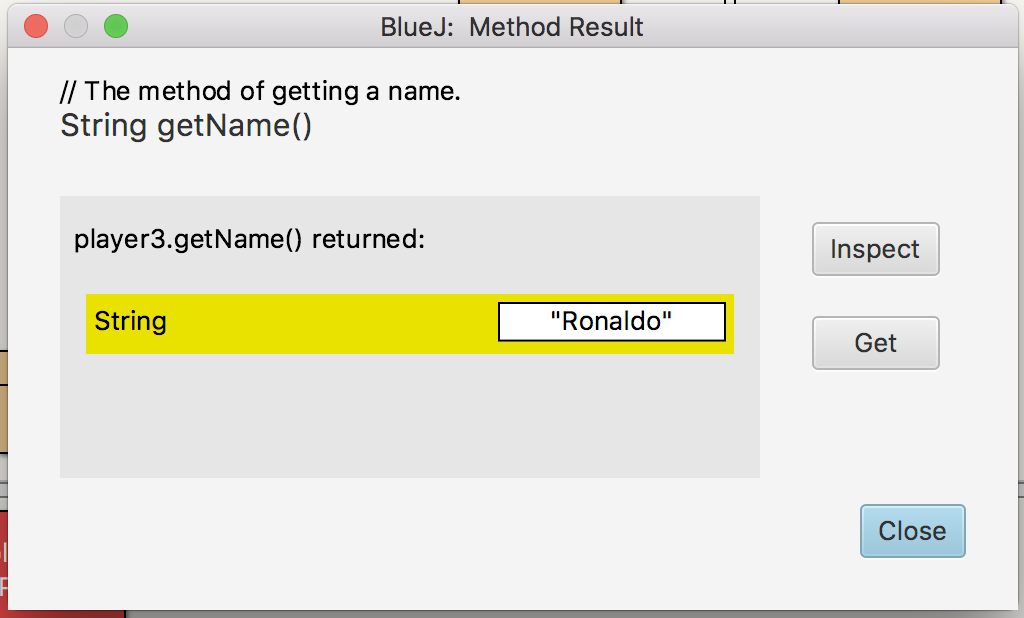 BlueJ:  Method Result
// The method of getting a name.
String getName()
player3.getName() returned:
String
"Ronaldo"
Inspect
Get
Close